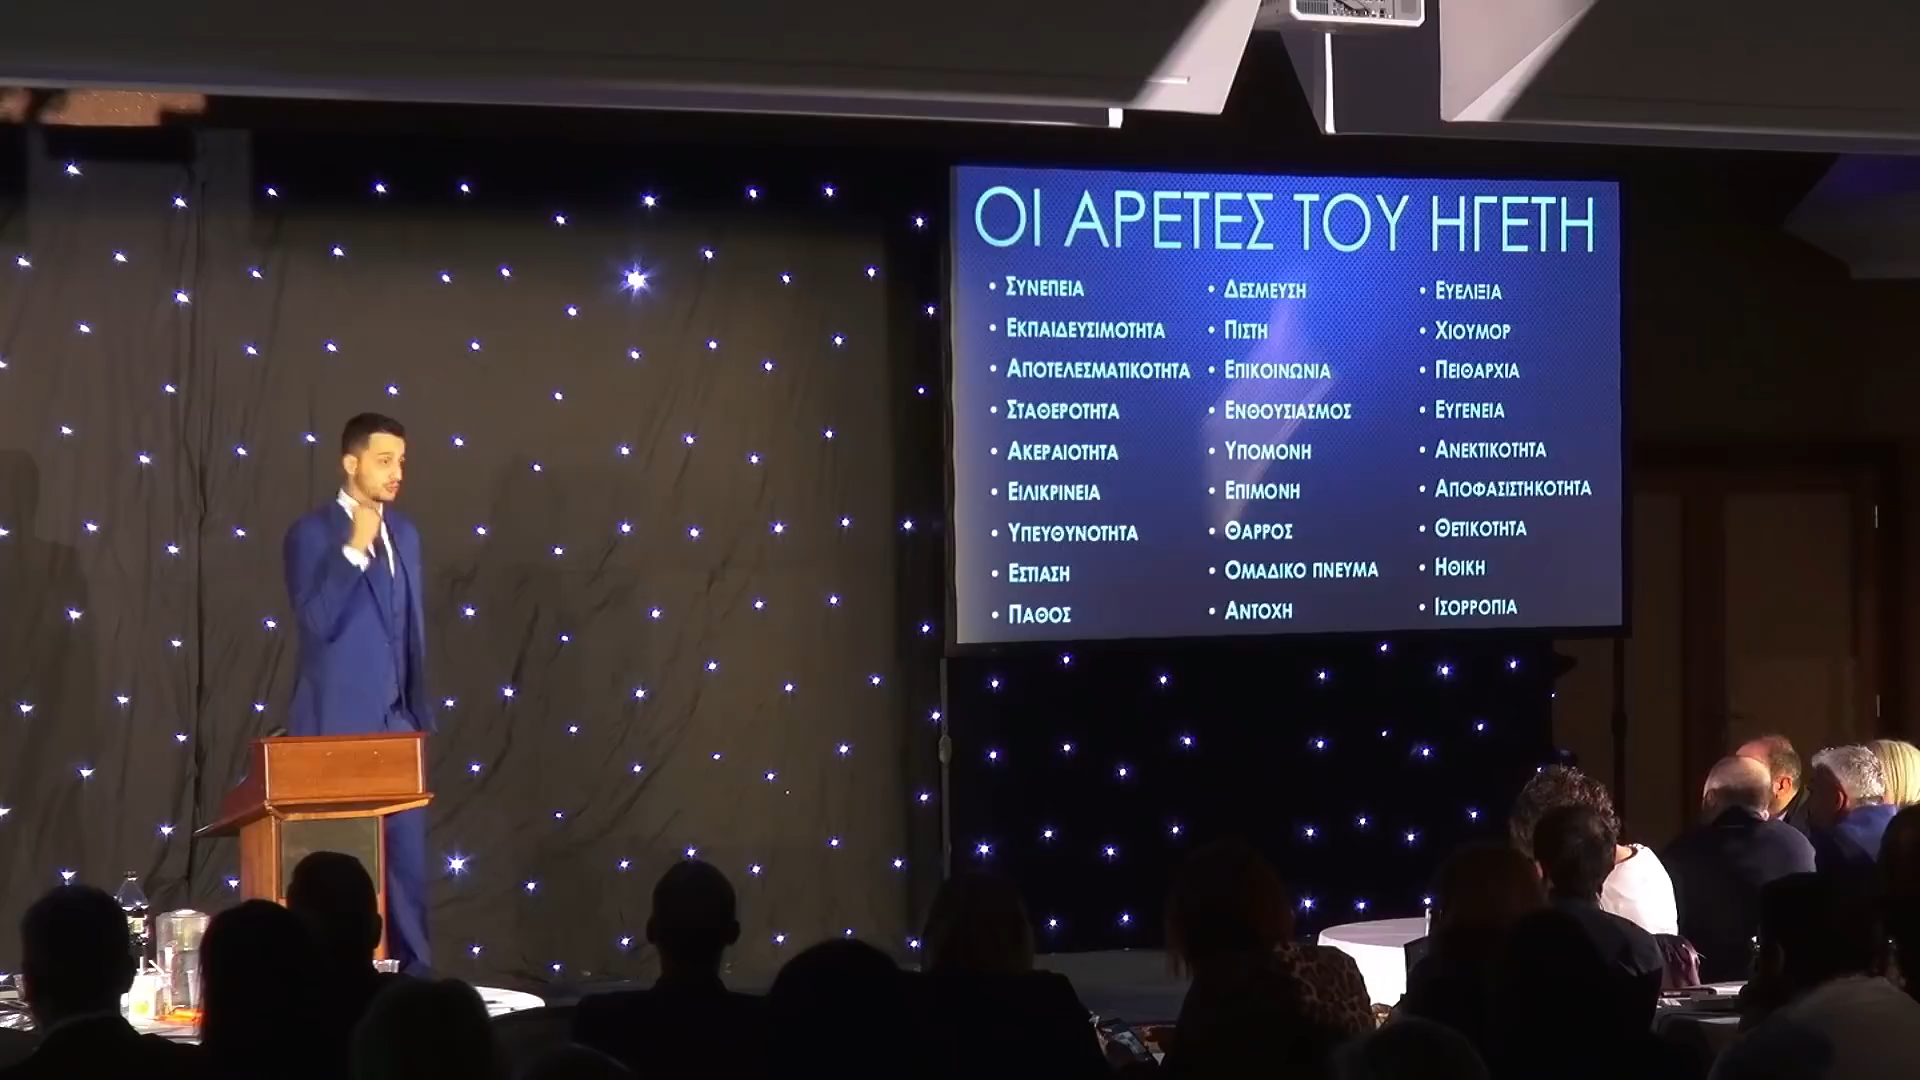 ΟΙ ΑΡΕΤΕΣ ΤΟΥ ΗΓΕΤΗ
• ΣΥΝΕΠΕΙΑ
• ΕΚΠΑΙΔΕΥΣΙΜΟΤΗΤΑ
• ΑΠΟΤΕΛΕΣΜΑΤΙΚΟΤΗΤΑ
• ΣΤΑΘΕΡΟΤΗΤΑ
• ΑΚΕΡΑΙΟΤΗΤΑ
• ΕΙΛΙΚΡΙΝΕΙΑ
• ΥΠΕΥΘΥΝΟΤΗΤΑ
• ΕΣΤΙΑΣΗ
• ΠΑΘΟΣ
• ΔΕΣΜΕΥΣΗ
• ΠΙΣΤΗ
• ΕΠΙΚΟΙΝΩΝΙΑ
• ΕΝΘΟΥΣΙΑΣΜΟΣ
• ΥΠΟΜΟΝΗ
• ΕΠΙΜΟΝΗ
• ΘΑΡΡΟΣ
• ΟΜΑΔΙΚΟ ΠΝΕΥΜΑ
• ΑΝΤΟΧΗ
• ΕΥΕΛΙΞΙΑ
• ΧΙΟΥΜΟΡ
• ΠΕΙΘΑΡΧΙΑ
• ΕΥΓΕΝΕΙΑ
• ΑΝΕΚΤΙΚΟΤΗΤΑ
• ΑΠΟΦΑΣΙΣΤΗΚΟΤΗΤΑ
• ΘΕΤΙΚΟΤΗΤΑ
• ΗΘΙΚΗ
• ΙΣΟΡΡΟΠΙΑ